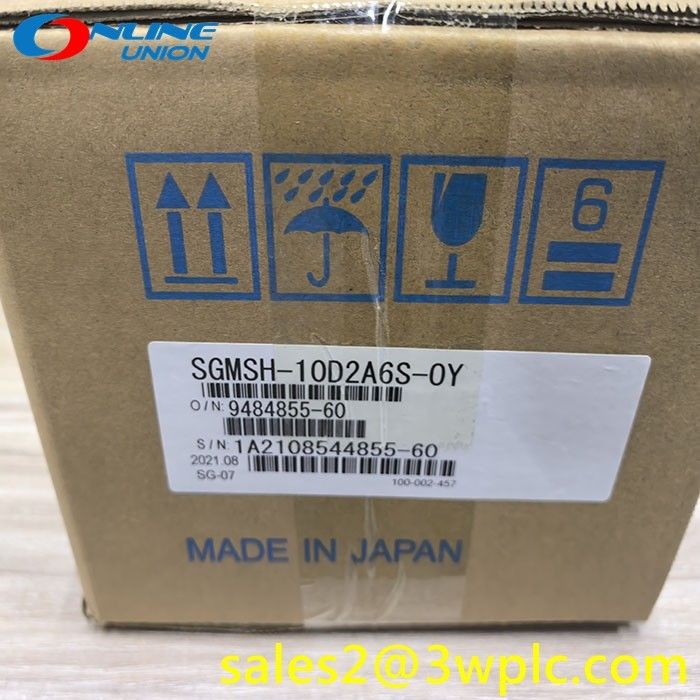 ONLINE
UNION
6
SGMSH-10D2A6S-0Y
O/N: 9484855-60
S/N: 1A2108544855-60
2021.08
SG-07
100-002-457
MADE IN JAPAN
sales2@3wplc.com